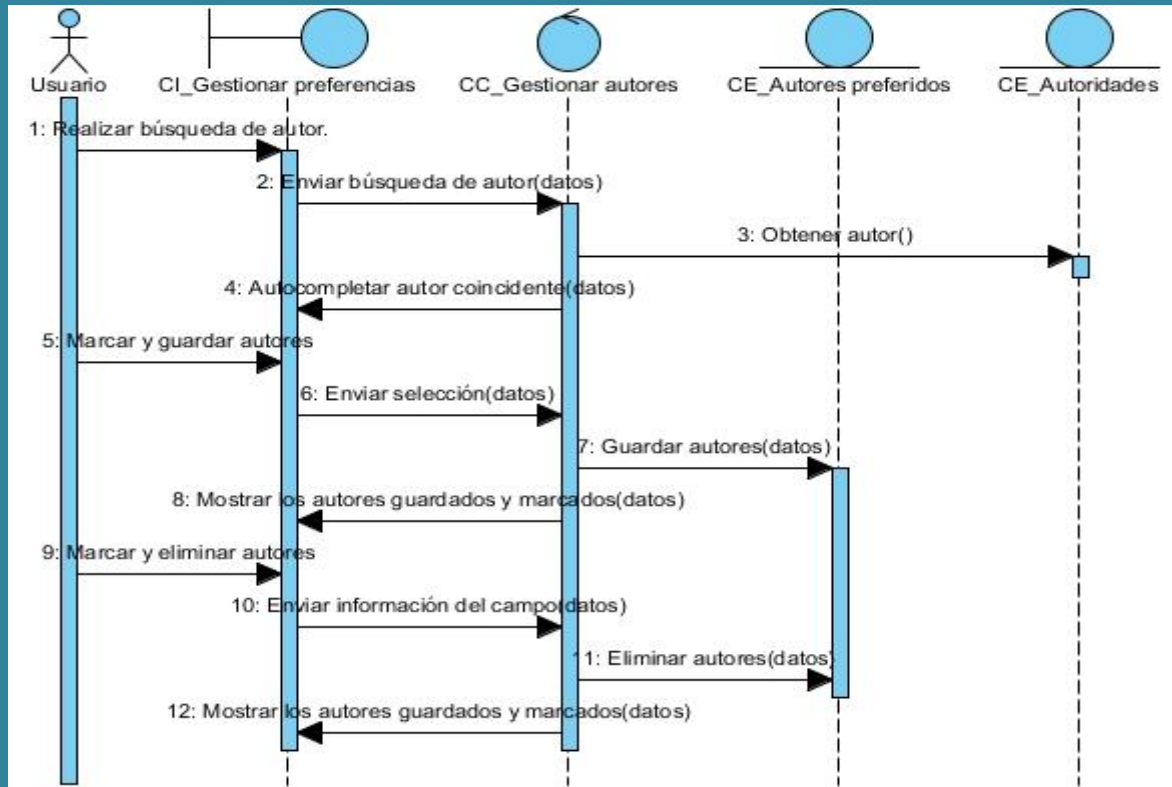 Usuario
CI_Gestionar preferencias
CC_Gestionar autores
CE_Autores preferidos
CE_Autoridades
1: Realizar búsqueda de autor.
2: Enviar búsqueda de autor(datos)
3: Obtener autor()
4: Autocompletar autor coincidente(datos)
5: Marcar y guardar autores
6: Enviar selección(datos)
7: Guardar autores(datos)
8: Mostrar los autores guardados y marcados(datos)
9: Marcar y eliminar autores
10: Enviar información del campo(datos)
11: Eliminar autores(datos)
12: Mostrar los autores guardados y marcados(datos)